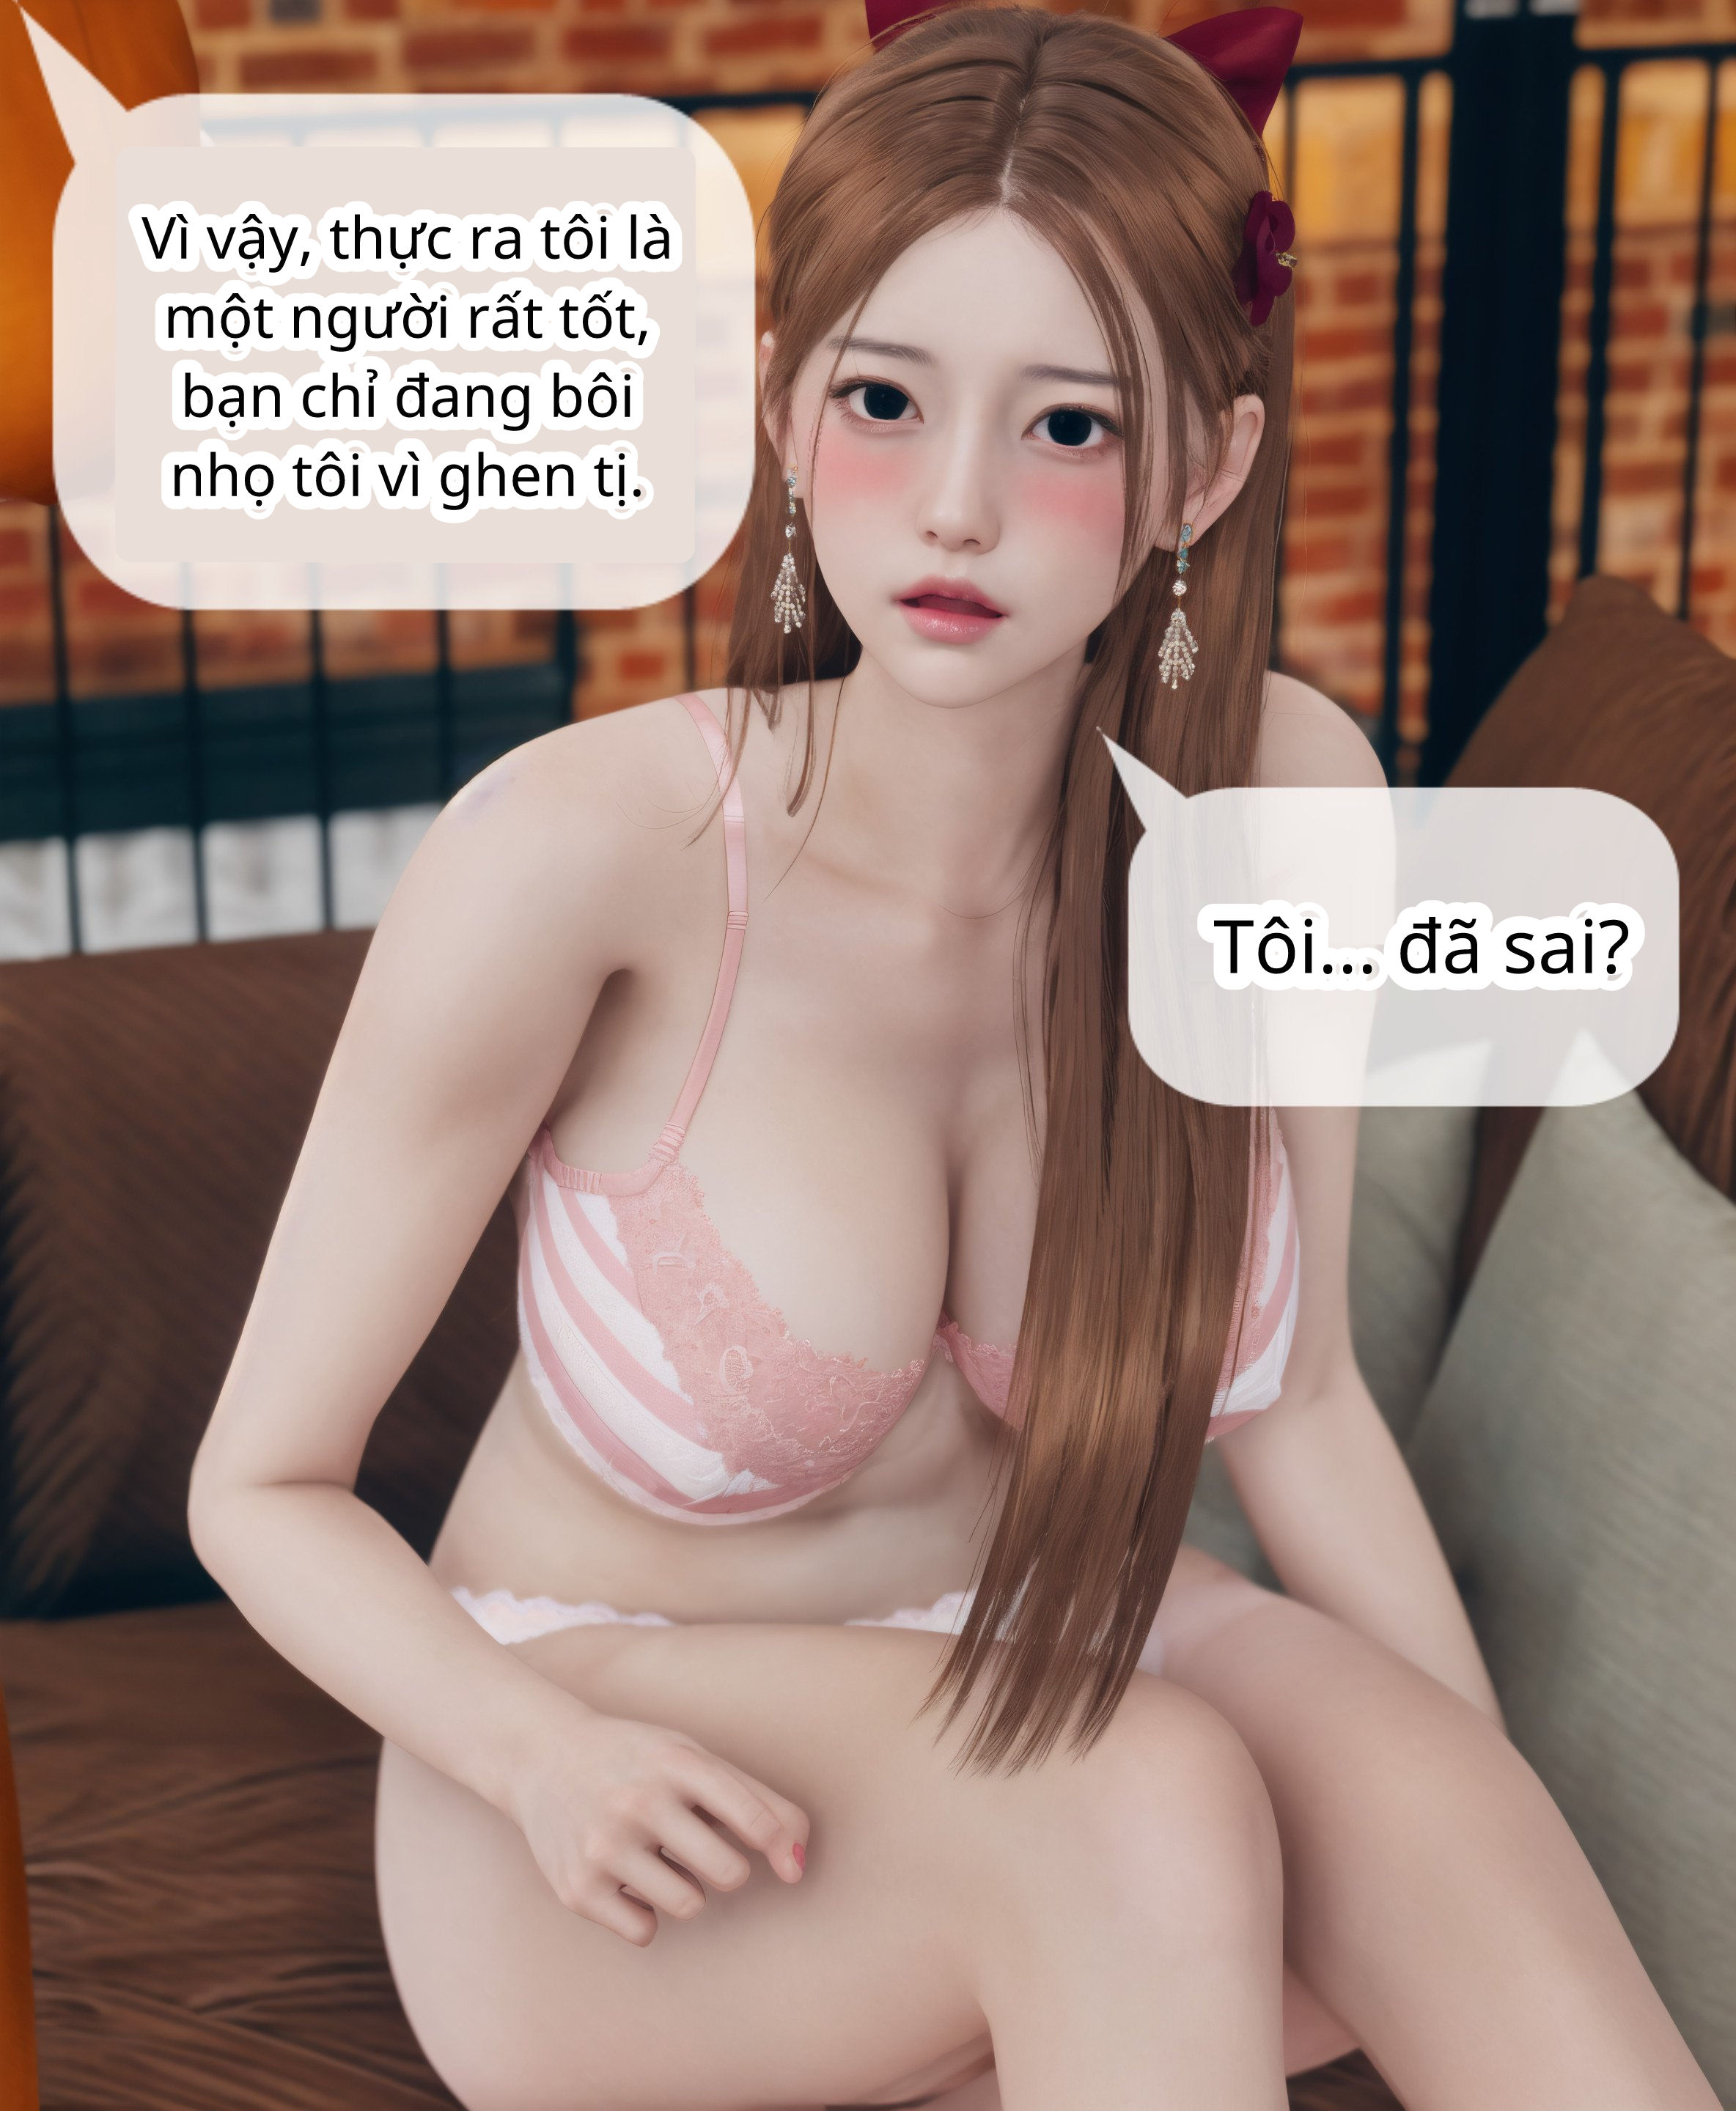 Vì vậy, thực ra tôi là
một người rất tốt,
bạn chỉ đang bôi
nhọ tôi vì ghen tị.
Tôi... đã sai?